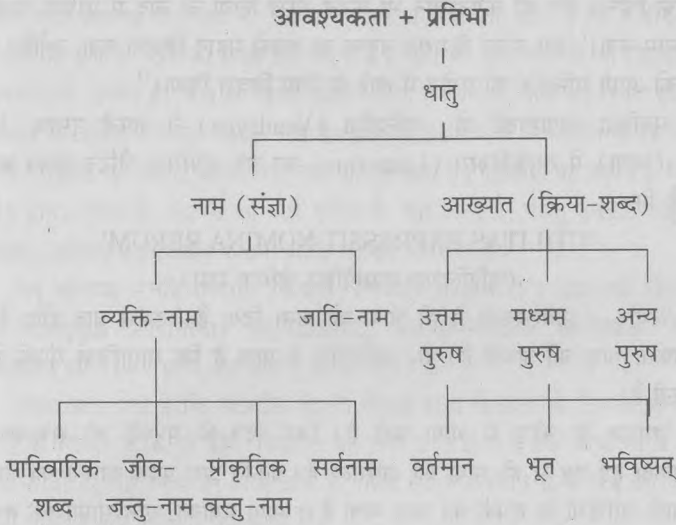 आवश्यकता + प्रतिभा
धातु
नाम (संज्ञा) आख्यात (क्रिया-शब्द)
व्यक्ति-नाम जाति-नाम उत्तम मध्यम अन्य
पुरुष पुरुष पुरुष
पारिवारिक जीव- प्राकृतिक सर्वनाम वर्तमान भूत भविष्यत्
शब्द जन्तु-नाम वस्तु-नाम